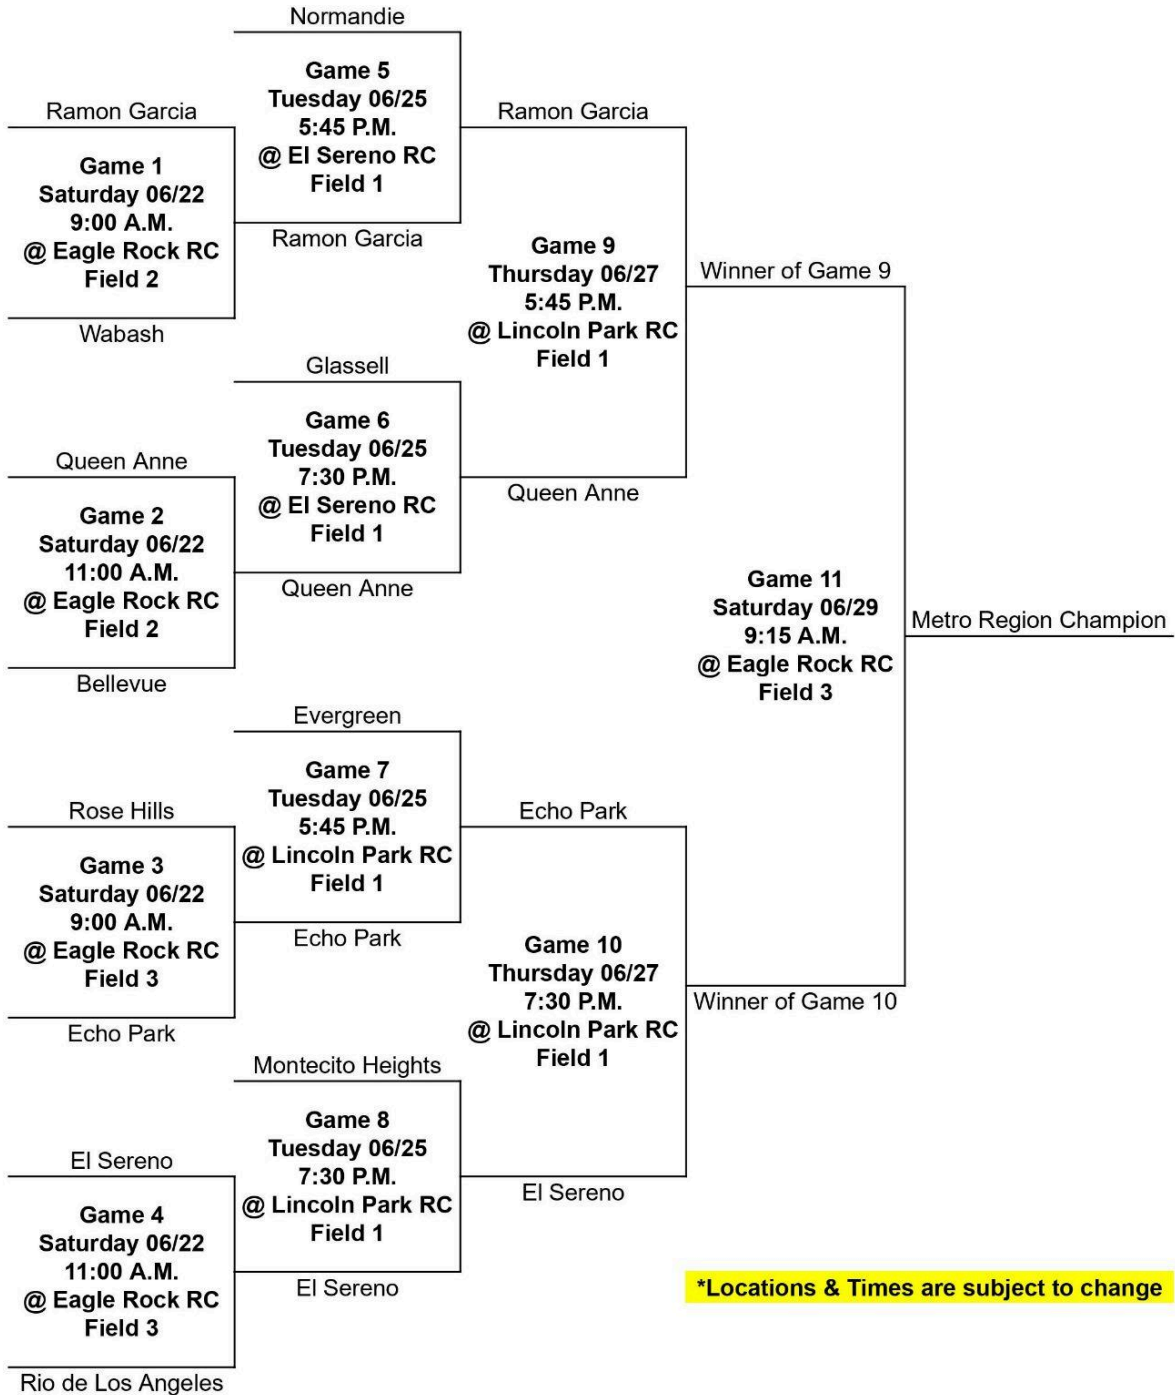 Normandie
Game 5
Tuesday 06/25
5:45 P.M.
@ El Sereno RC
Field 1
Ramon Garcia
Ramon Garcia
Game 1
Saturday 06/22
9:00 A.M.
@ Eagle Rock RC
Field 2
Wabash
Ramon Garcia
Game 9
Thursday 06/27
5:45 P.M.
@ Lincoln Park RC
Field 1
Winner of Game 9
Glassell
Game 6
Tuesday 06/25
7:30 P.M.
@ El Sereno RC
Field 1
Queen Anne
Queen Anne
Game 2
Saturday 06/22
11:00 A.M.
@ Eagle Rock RC
Field 2
Bellevue
Queen Anne
Game 11
Saturday 06/29
9:15 A.M.
@ Eagle Rock RC
Field 3
Metro Region Champion
Evergreen
Game 7
Tuesday 06/25
5:45 P.M.
@ Lincoln Park RC
Field 1
Echo Park
Rose Hills
Game 3
Saturday 06/22
9:00 A.M.
@ Eagle Rock RC
Field 3
Echo Park
Echo Park
Game 10
Thursday 06/27
7:30 P.M.
@ Lincoln Park RC
Field 1
Winner of Game 10
Montecito Heights
Game 8
Tuesday 06/25
7:30 P.M.
@ Lincoln Park RC
Field 1
El Sereno
El Sereno
Game 4
Saturday 06/22
11:00 A.M.
@ Eagle Rock RC
Field 3
Rio de Los Angeles
El Sereno
*Locations & Times are subject to change